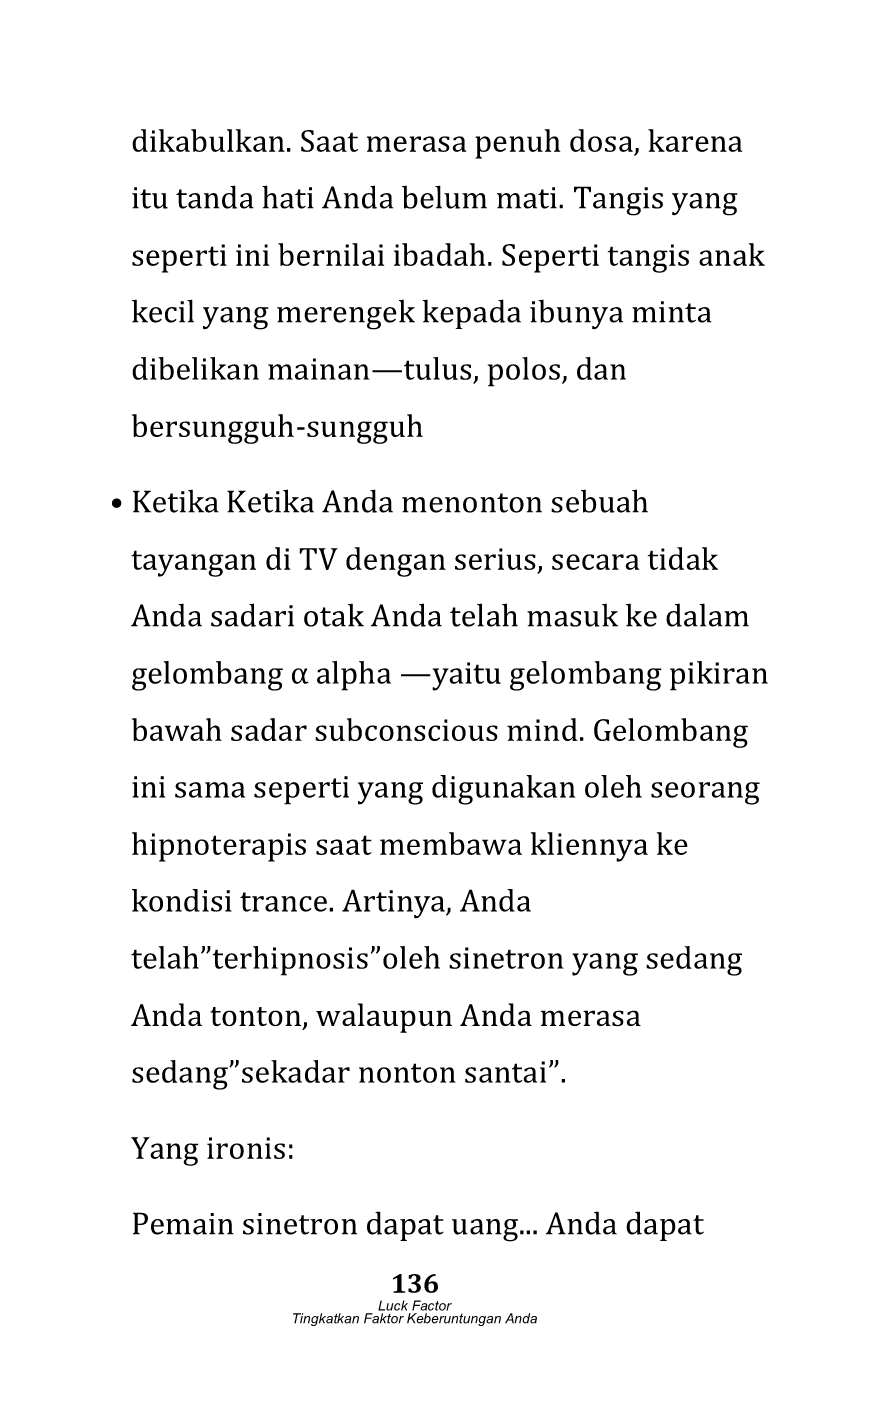 dikabulkan. Saat merasa penuh dosa, karena
itu tanda hati Anda belum mati. Tangis yang
seperti ini bernilai ibadah. Seperti tangis anak
kecil yang merengek kepada ibunya minta
dibelikan mainan—tulus, polos, dan
bersungguh-sungguh
• Ketika Ketika Anda menonton sebuah
tayangan di TV dengan serius, secara tidak
Anda sadari otak Anda telah masuk ke dalam
gelombang α alpha —yaitu gelombang pikiran
bawah sadar subconscious mind. Gelombang
ini sama seperti yang digunakan oleh seorang
hipnoterapis saat membawa kliennya ke
kondisi trance. Artinya, Anda
telah”terhipnosis”oleh sinetron yang sedang
Anda tonton, walaupun Anda merasa
sedang”sekadar nonton santai”.
Yang ironis:
Pemain sinetron dapat uang... Anda dapat
136
Luck Factor
Tingkatkan Faktor Keberuntungan Anda